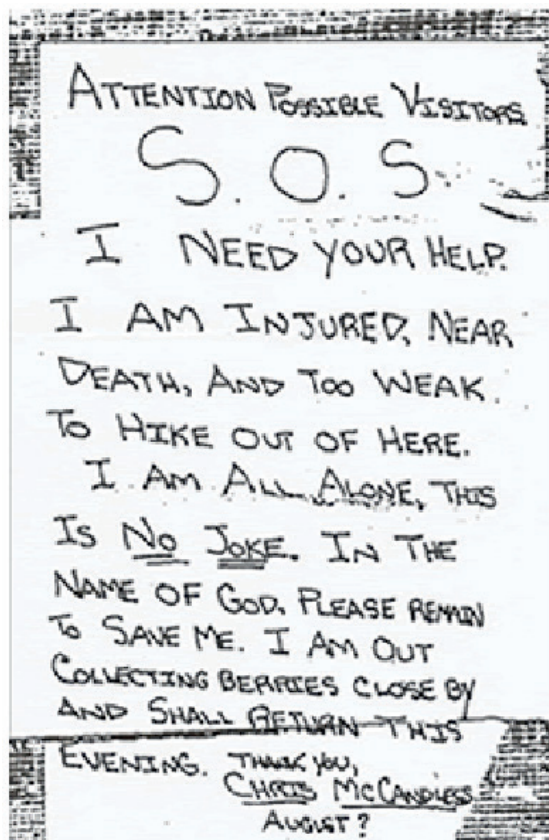 ATTENTION POSSIBLE VISITORS
S.O.S
I NEED YOUR HELP.
I AM INJURED, NEAR
DEATH, AND TOO WEAK
TO HIKE OUT OF HERE.
I AM ALL ALONE, THIS
IS NO JOKE. IN THE
NAME OF GOD, PLEASE REMAIN
TO SAVE ME. I AM OUT
COLLECTING BERRIES CLOSE BY
AND SHALL RETURN THIS
EVENING. THANK YOU,
CHRIS McCANDLESS
AUGUST?